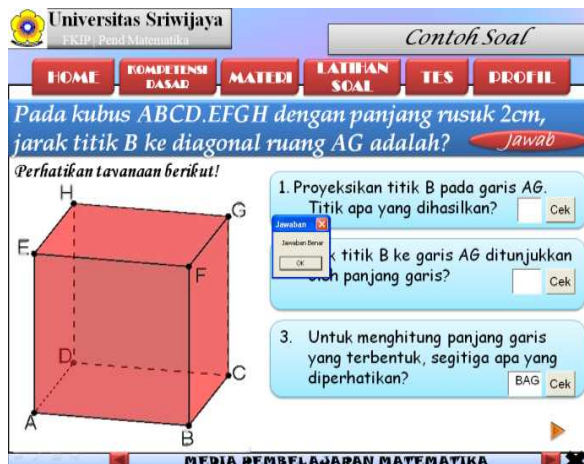 Universitas Sriwijaya
FKIP | Pend Matematika
Contoh Soal
HOME
KOMPETENSI
DASAR
MATERI
LATIHAN
SOAL
TES
PROFIL
Pada kubus ABCD.EFGH dengan panjang rusuk 2cm,
jarak titik B ke diagonal ruang AG adalah?
Jawab
Perhatikan tayangan berikut!
H
G
E
F
D
C
A
B
1. Proyeksikan titik B pada garis AG.
Titik apa yang dihasilkan?
Cek
Jawaban
Jawaban Benar
OK
k titik B ke garis AG ditunjukkan
oleh panjang garis?
Cek
3. Untuk menghitung panjang garis
yang terbentuk, segitiga apa yang
diperhatikan?
BAG
Cek
MEDIA PEMBELAJARAN MATEMATIKA